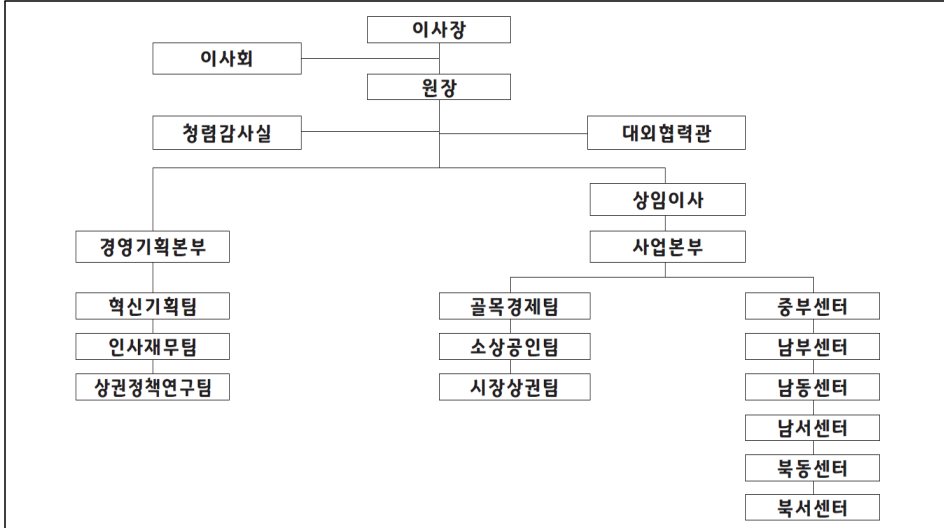 이사장
이사회
원장
청렴감사실
대외협력관
상임이사
경영기획본부
사업본부
혁신기획팀
골목경제팀
중부센터
인사재무팀
소상공인팀
남부센터
상권정책연구팀
시장상권팀
남동센터
남서센터
북동센터
북서센터